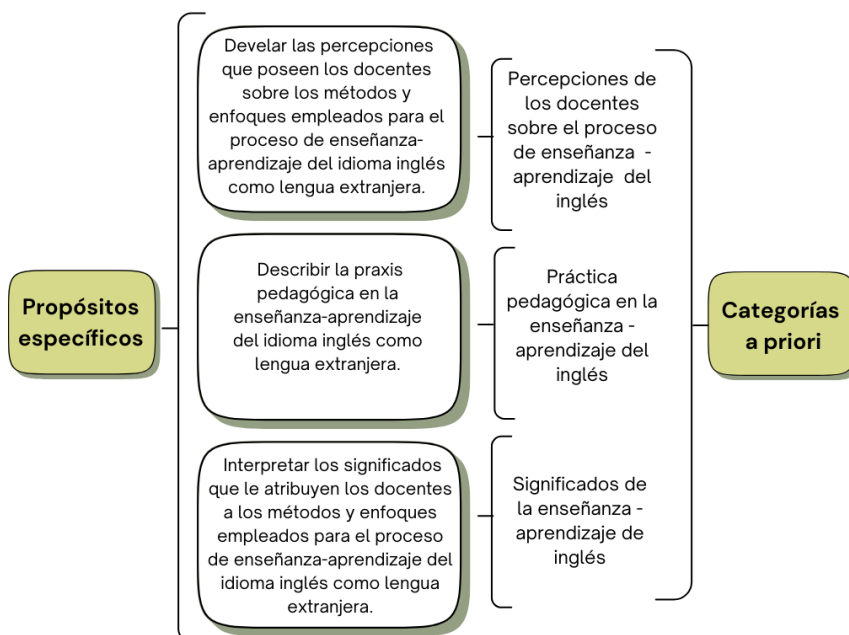 Propósitos
específicos
Develar las percepciones
que poseen los docentes
sobre los métodos y
enfoques empleados para el
proceso de enseñanza-
aprendizaje del idioma inglés
como lengua extranjera.
Percepciones de
los docentes
sobre el proceso
de enseñanza -
aprendizaje del
inglés
Describir la praxis
pedagógica en la
enseñanza-aprendizaje
del idioma inglés como
lengua extranjera.
Práctica
pedagógica en la
enseñanza -
aprendizaje del
inglés
Interpretar los significados
que le atribuyen los docentes
a los métodos y enfoques
empleados para el proceso
de enseñanza-aprendizaje del
idioma inglés como lengua
extranjera.
Significados de
la enseñanza -
aprendizaje de
inglés
Categorías
a priori